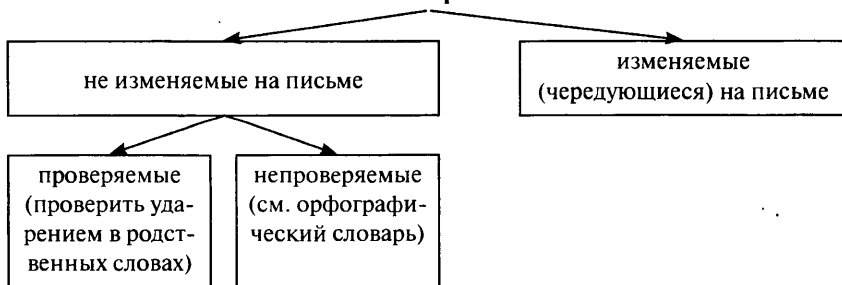 не изменяемые на письме
изменяемые
(чередующиеся) на письме
проверяемые
(проверить уда-
рением в родст-
венных словах)
непроверяемые
(см. орфографи-
ческий словарь)